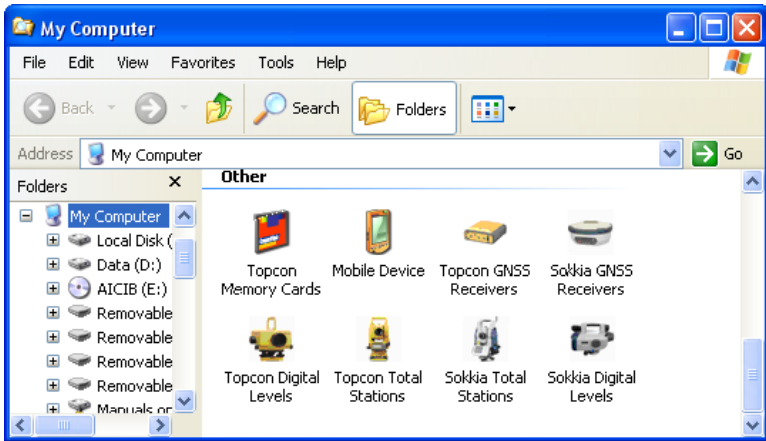 My Computer
File Edit View Favorites Tools Help
Back Search Folders
Address My Computer Go
Folders x
Other
My Computer
Local Disk (
Data (D:)
AICIB (E:)
Removable
Removable
Removable
Removable
Manuals or
Topcon Memory Cards
Mobile Device
Topcon GNSS Receivers
Sokkia GNSS Receivers
Topcon Digital Levels
Topcon Total Stations
Sokkia Total Stations
Sokkia Digital Levels